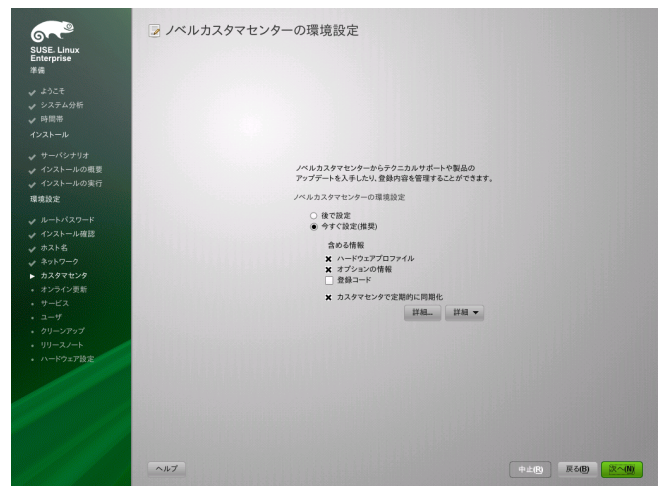 SUSE. Linux
Enterprise
準備
ようこそ
システム分析
時間帯
インストール
サーバシナリオ
インストールの概要
インストールの実行
環境設定
ルートパスワード
インストール確認
ホスト名
ネットワーク
カスタマセンタ
オンライン更新
サービス
ユーザ
クリーンアップ
リリースノート
ハードウェア設定
ノベルカスタマセンターの環境設定
ノベルカスタマセンターからテクニカルサポートや製品の
アップデートを入手したり、登録内容を管理することができます。
ノベルカスタマセンターの環境設定
後で設定
今すぐ設定(推奨)
含める情報
ハードウェアプロファイル
オプションの情報
登録コード
カスタマセンタで定期的に同期化
詳細... 詳細
ヘルプ 中止(R) 戻る(B) 次へ(N)